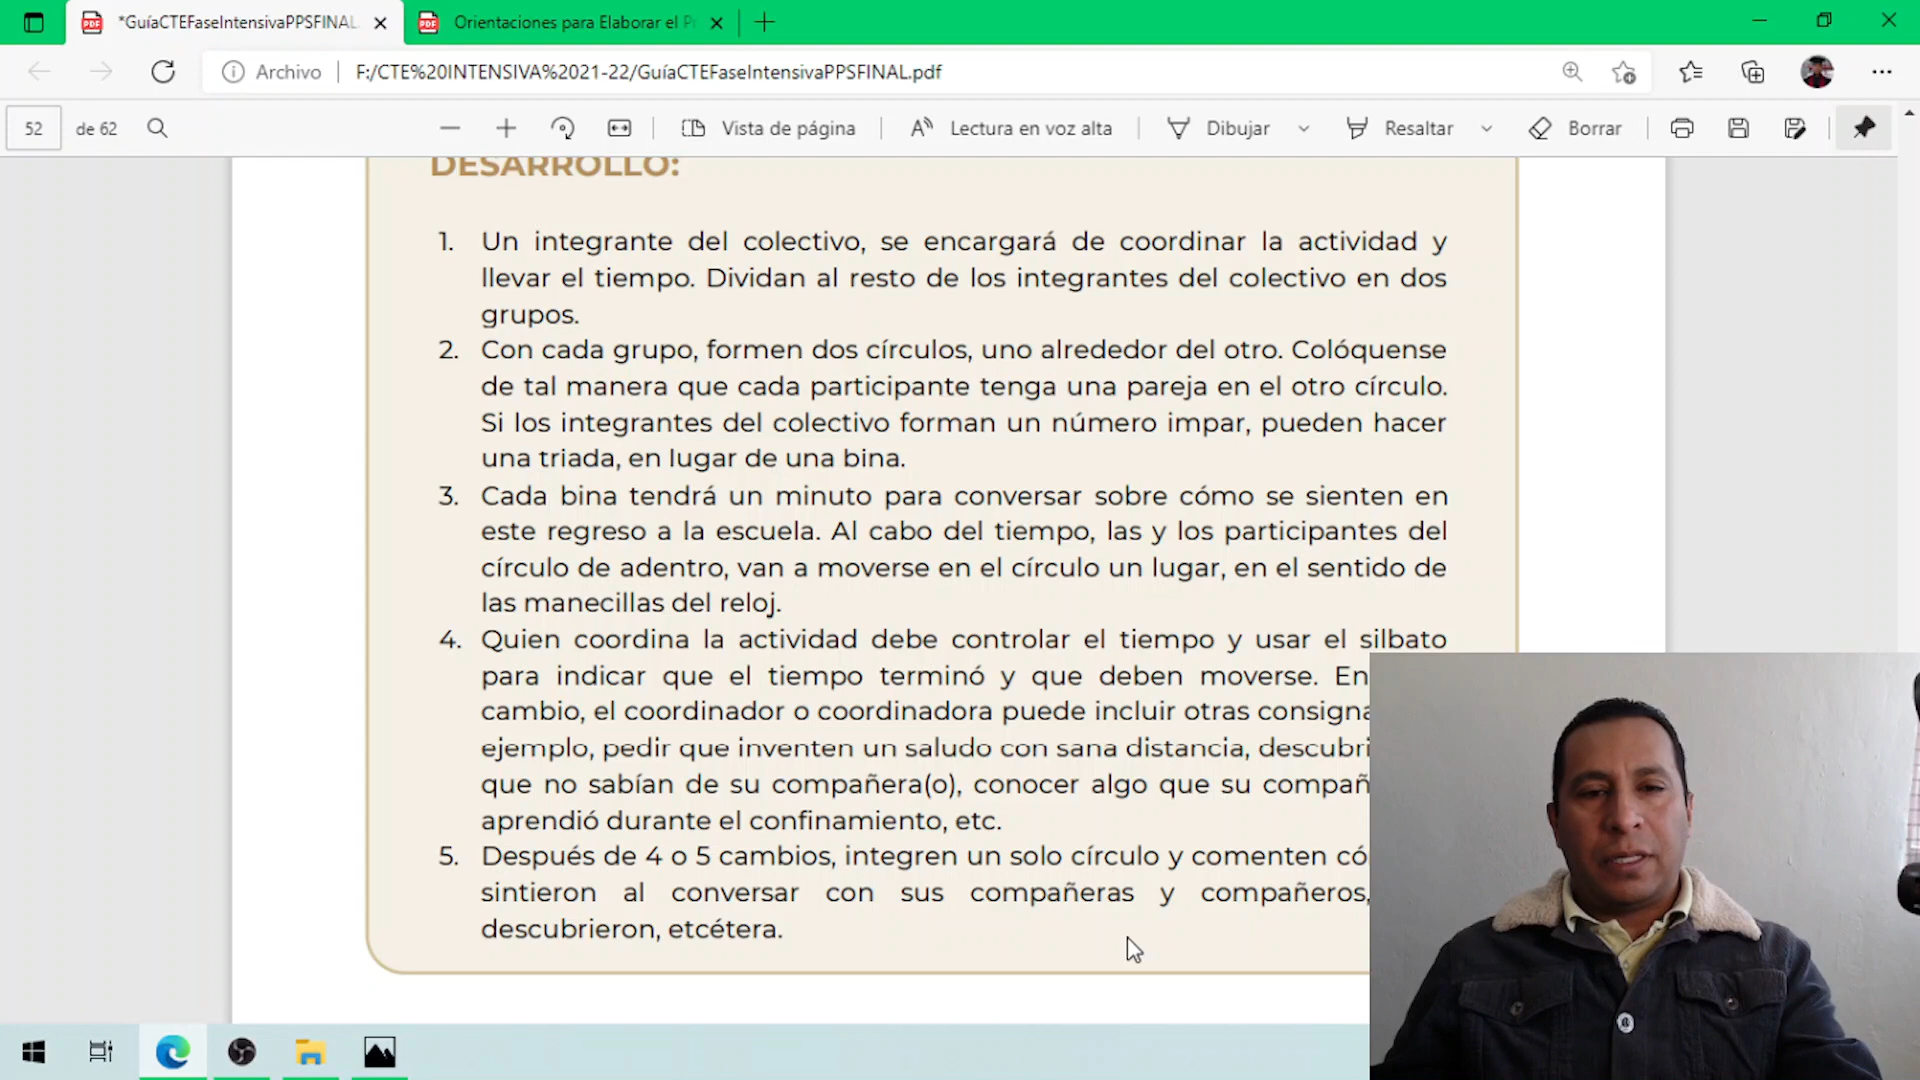 *GuíaCTEFaseIntensivaPPSFINAL
Orientaciones para Elaborar el P
Archivo
F:/CTE%20INTENSIVA%2021-22/GuíaCTEFaseIntensivaPPSFINAL.pdf
52 de 62
Vista de página
Lectura en voz alta
Dibujar
Resaltar
Borrar
DESARROLLO:
1. Un integrante del colectivo, se encargará de coordinar la actividad y
llevar el tiempo. Dividan al resto de los integrantes del colectivo en dos
grupos.
2. Con cada grupo, formen dos círculos, uno alrededor del otro. Colóquense
de tal manera que cada participante tenga una pareja en el otro círculo.
Si los integrantes del colectivo forman un número impar, pueden hacer
una triada, en lugar de una bina.
3. Cada bina tendrá un minuto para conversar sobre cómo se sienten en
este regreso a la escuela. Al cabo del tiempo, las y los participantes del
círculo de adentro, van a moverse en el círculo un lugar, en el sentido de
las manecillas del reloj.
4. Quien coordina la actividad debe controlar el tiempo y usar el silbato
para indicar que el tiempo terminó y que deben moverse. En
cambio, el coordinador o coordinadora puede incluir otras consigna
ejemplo, pedir que inventen un saludo con sana distancia, descubri
que no sabían de su compañera(o), conocer algo que su compañ
aprendió durante el confinamiento, etc.
5. Después de 4 o 5 cambios, integren un solo círculo y comenten có
sintieron al conversar con sus compañeras y compañeros,
descubrieron, etcétera.